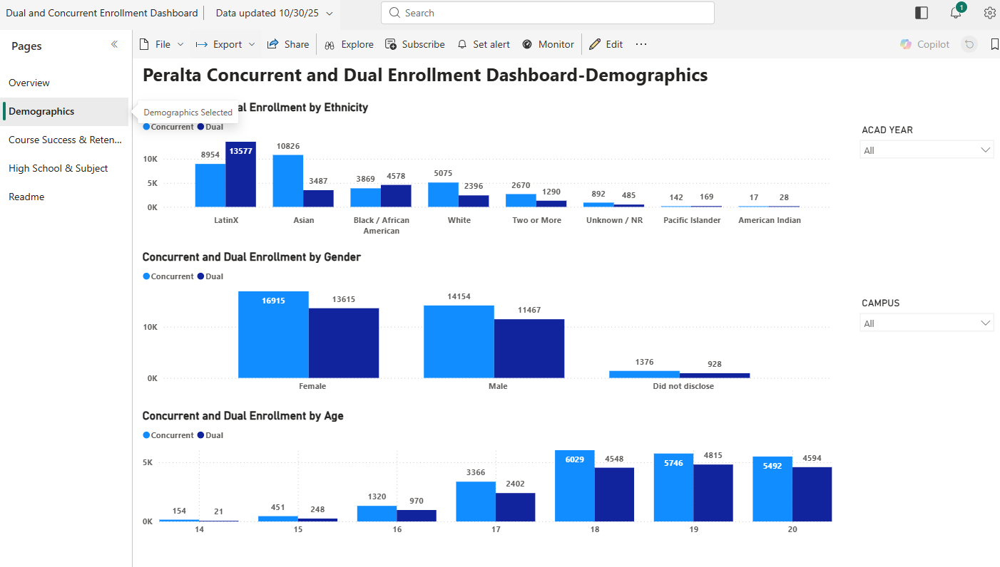 Dual and Concurrent Enrollment Dashboard
Data updated 10/30/25
Search
1
Pages
Overview
Demographics
Course Success & Reten...
High School & Subject
Readme
File
Export
Share
Explore
Subscribe
Set alert
Monitor
Edit
Copilot
Peralta Concurrent and Dual Enrollment Dashboard-Demographics
Demographics Selected
al Enrollment by Ethnicity
Concurrent Dual
10K
5K
0K
8954 13577
10826 3487
3869 4578
5075 2396
2670 1290
892 485
142 169
17 28
LatinX
Asian
Black / African
American
White
Two or More
Unknown / NR
Pacific Islander
American Indian
Concurrent and Dual Enrollment by Gender
Concurrent Dual
10K
0K
16915 13615
14154 11467
1376 928
Female
Male
Did not disclose
Concurrent and Dual Enrollment by Age
Concurrent Dual
5K
0K
154 21
451 248
1320 970
3366 2402
6029 4548
5746 4815
5492 4594
14
15
16
17
18
19
20
ACAD YEAR
All
CAMPUS
All